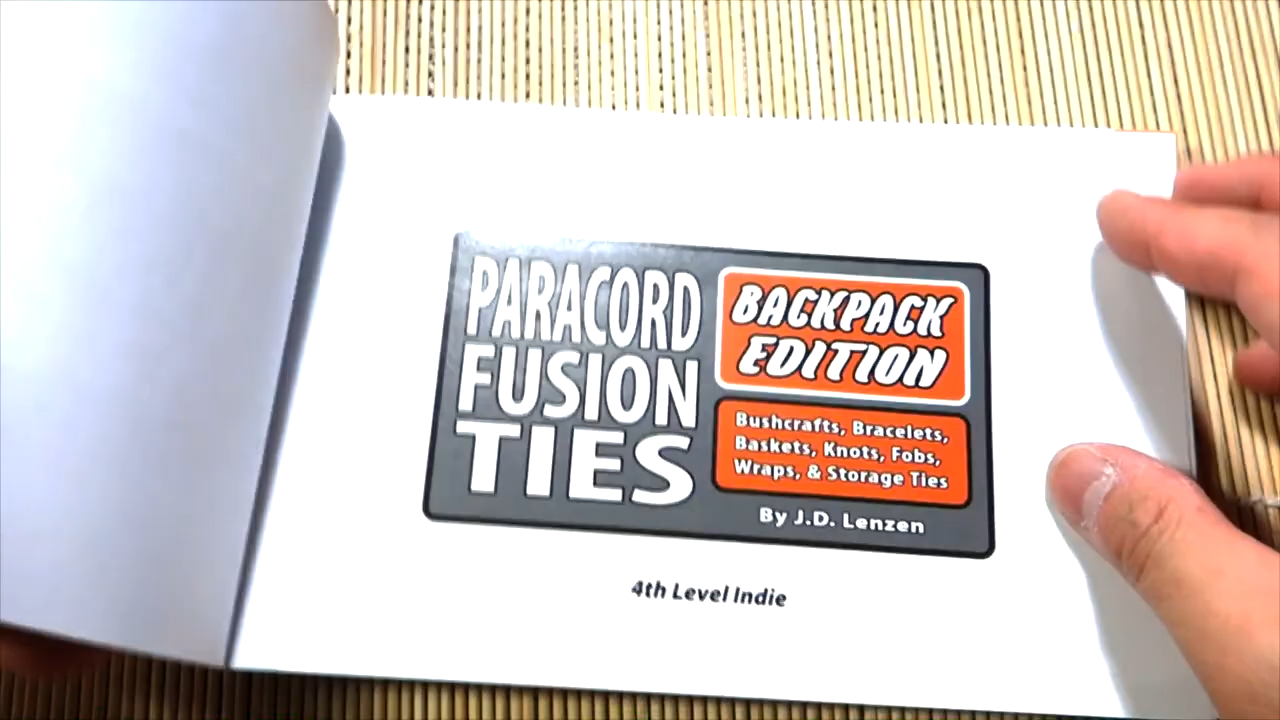 PARACORD
FUSION
TIES
BACKPACK
EDITION
Bushcrafts, Bracelets,
Baskets, Knots, Fobs,
Wraps, & Storage Ties
By J.D. Lenzen
4th Level Indie